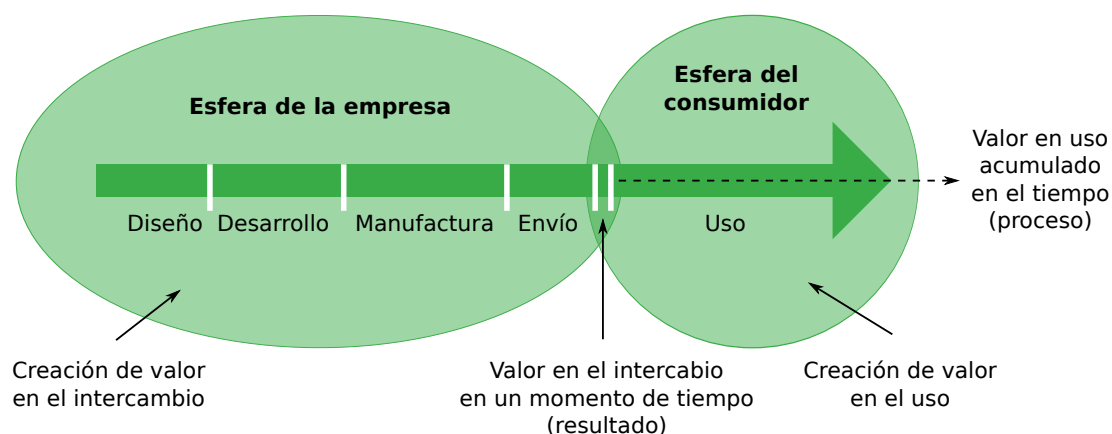 Esfera de la empresa
Esfera del
consumidor
Diseño
Desarrollo
Manufactura
Envío
Uso
Valor en uso
acumulado
en el tiempo
(proceso)
Creación de valor
en el intercambio
Valor en el intercabio
en un momento de tiempo
(resultado)
Creación de valor
en el uso